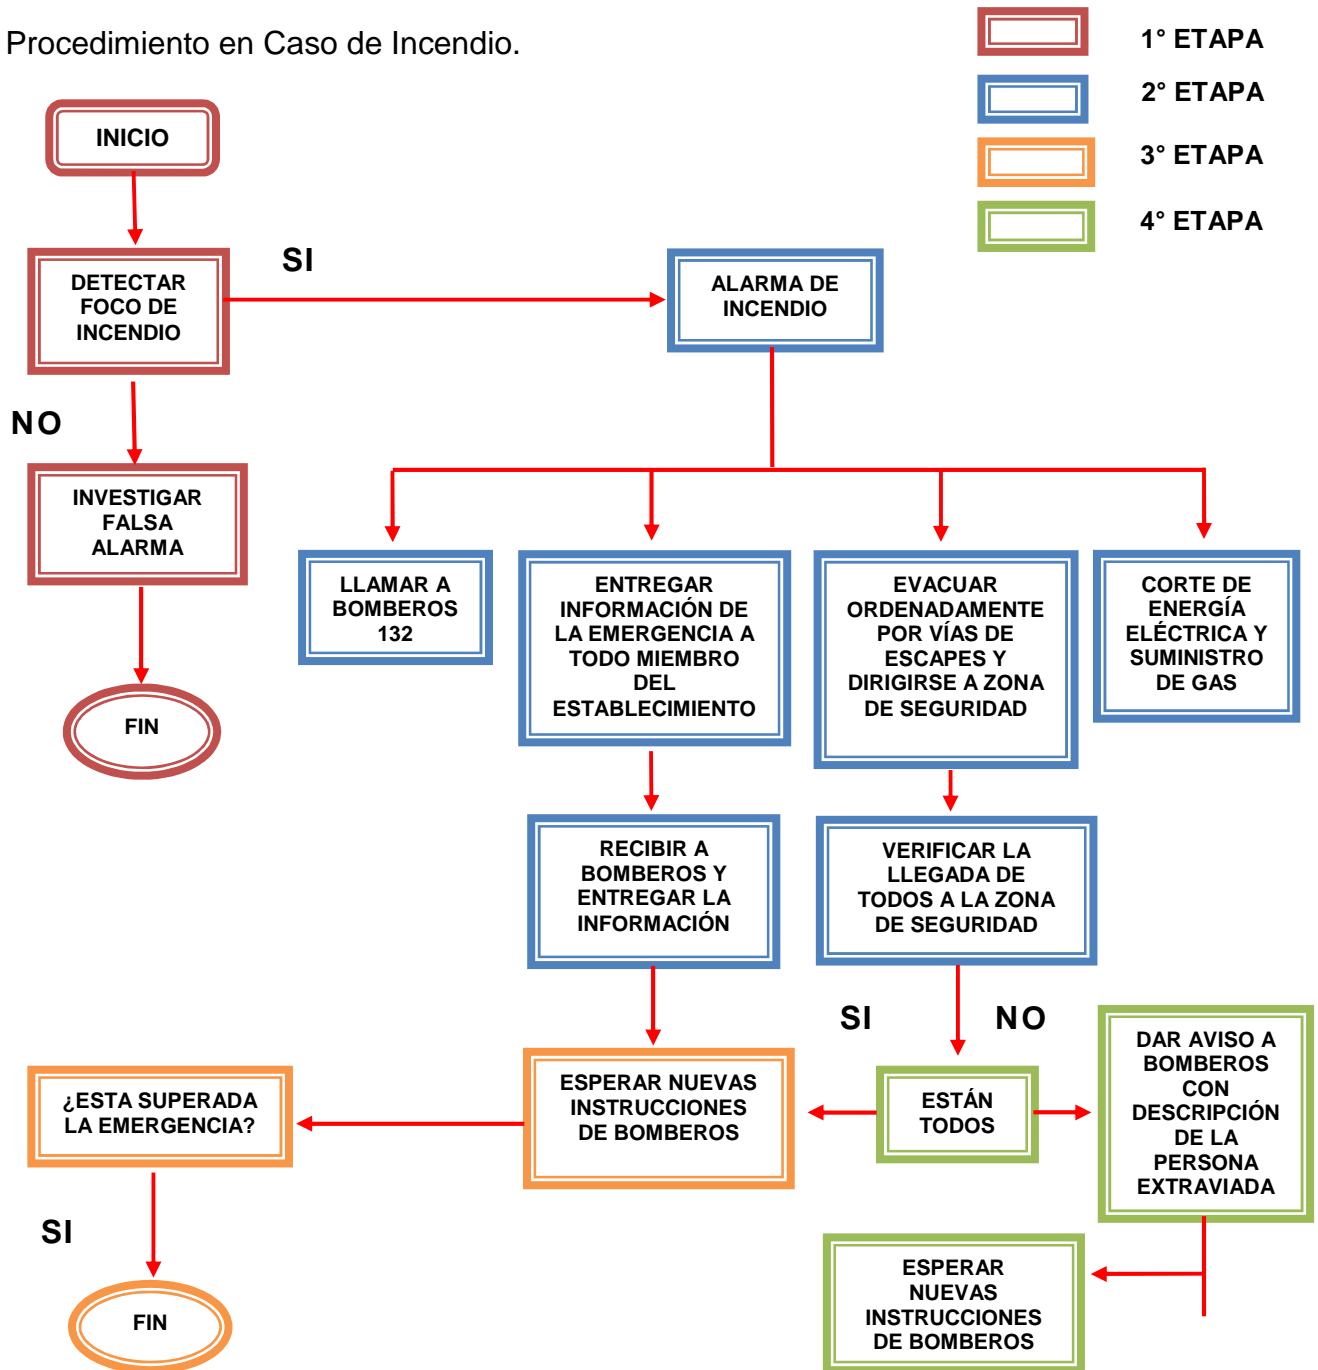 Procedimiento en Caso de Incendio.
1° ETAPA
2° ETAPA
3° ETAPA
4° ETAPA
INICIO
DETECTAR
FOCO DE
INCENDIO
SI
ALARMA DE
INCENDIO
NO
INVESTIGAR
FALSA
ALARMA
FIN
LLAMAR A
BOMBEROS
132
ENTREGAR
INFORMACIÓN DE
LA EMERGENCIA A
TODO MIEMBRO
DEL
ESTABLECIMIENTO
EVACUAR
ORDENADAMENTE
POR VÍAS DE
ESCAPES Y
DIRIGIRSE A ZONA
DE SEGURIDAD
CORTE DE
ENERGÍA
ELÉCTRICA Y
SUMINISTRO
DE GAS
RECIBIR A
BOMBEROS Y
ENTREGAR LA
INFORMACIÓN
VERIFICAR LA
LLEGADA DE
TODOS A LA ZONA
DE SEGURIDAD
SI
NO
¿ESTA SUPERADA
LA EMERGENCIA?
ESPERAR NUEVAS
INSTRUCCIONES
DE BOMBEROS
ESTÁN
TODOS
DAR AVISO A
BOMBEROS
CON
DESCRIPCIÓN
DE LA
PERSONA
EXTRAVIADA
SI
FIN
ESPERAR
NUEVAS
INSTRUCCIONES
DE BOMBEROS